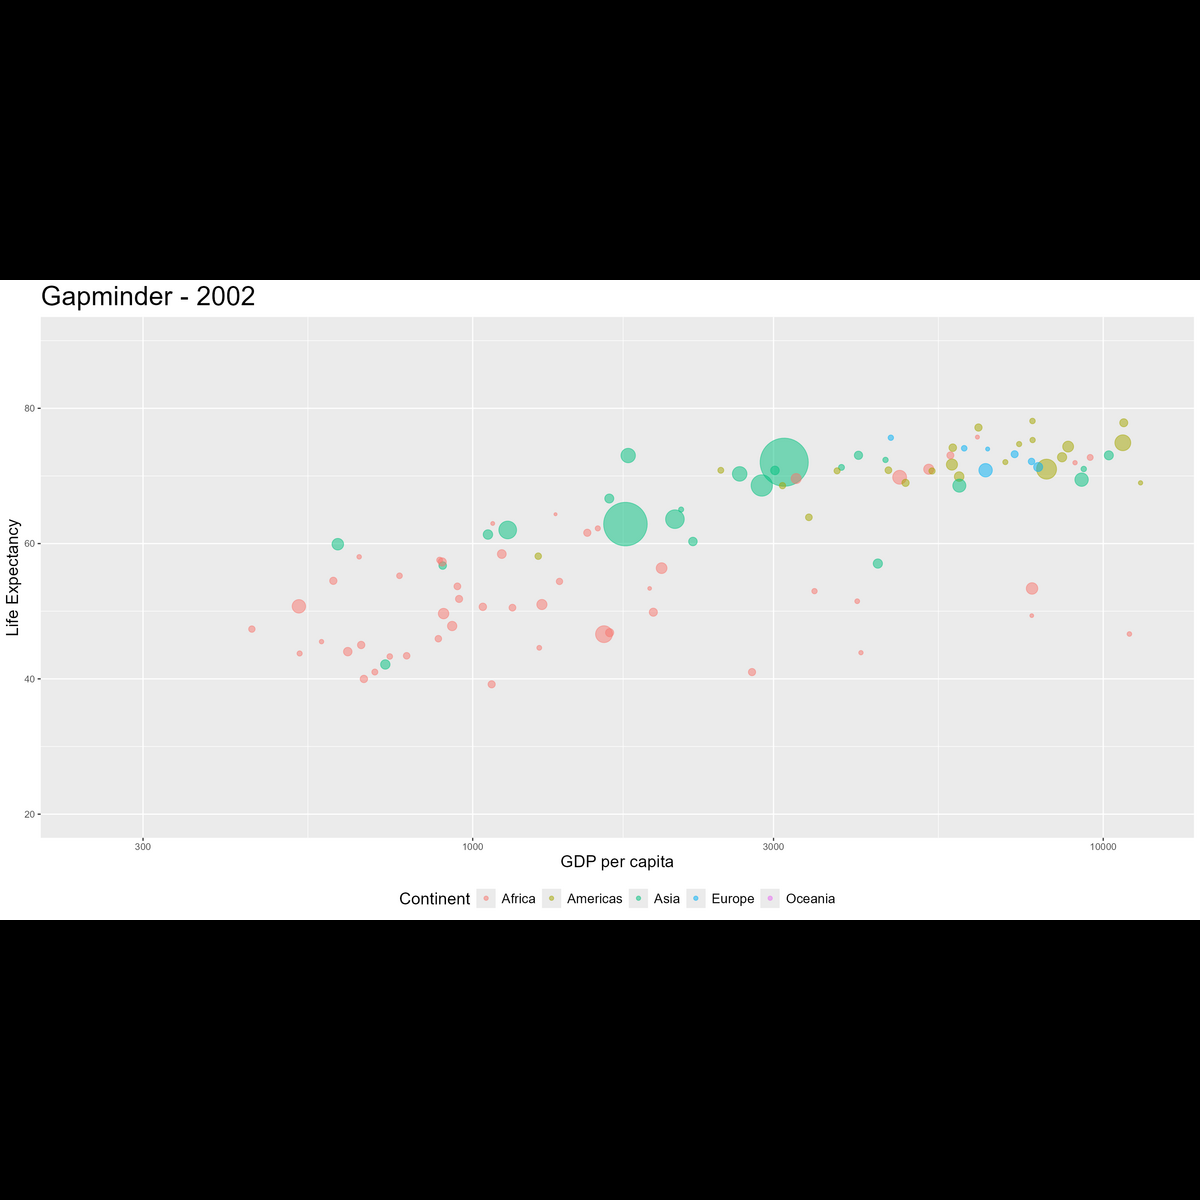 Gapminder - 2002
80
60
40
20
Life Expectancy
300 1000 3000 10000
GDP per capita
Continent Africa Americas Asia Europe Oceania